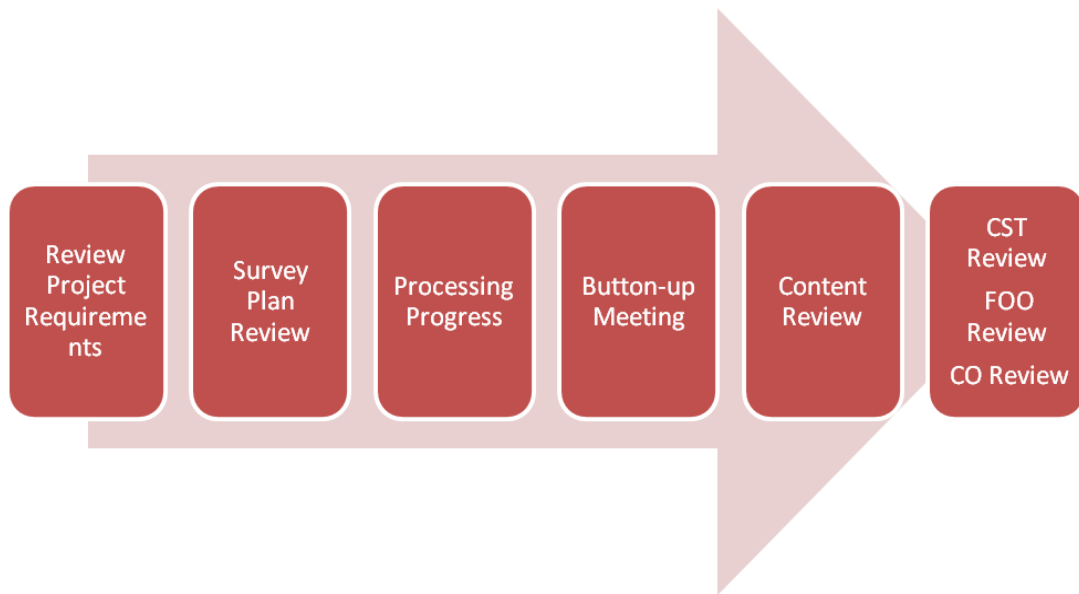 Review
Project
Requireme
nts
Survey
Plan
Review
Processing
Progress
Button-up
Meeting
Content
Review
CST
Review
FOO
Review
CO Review